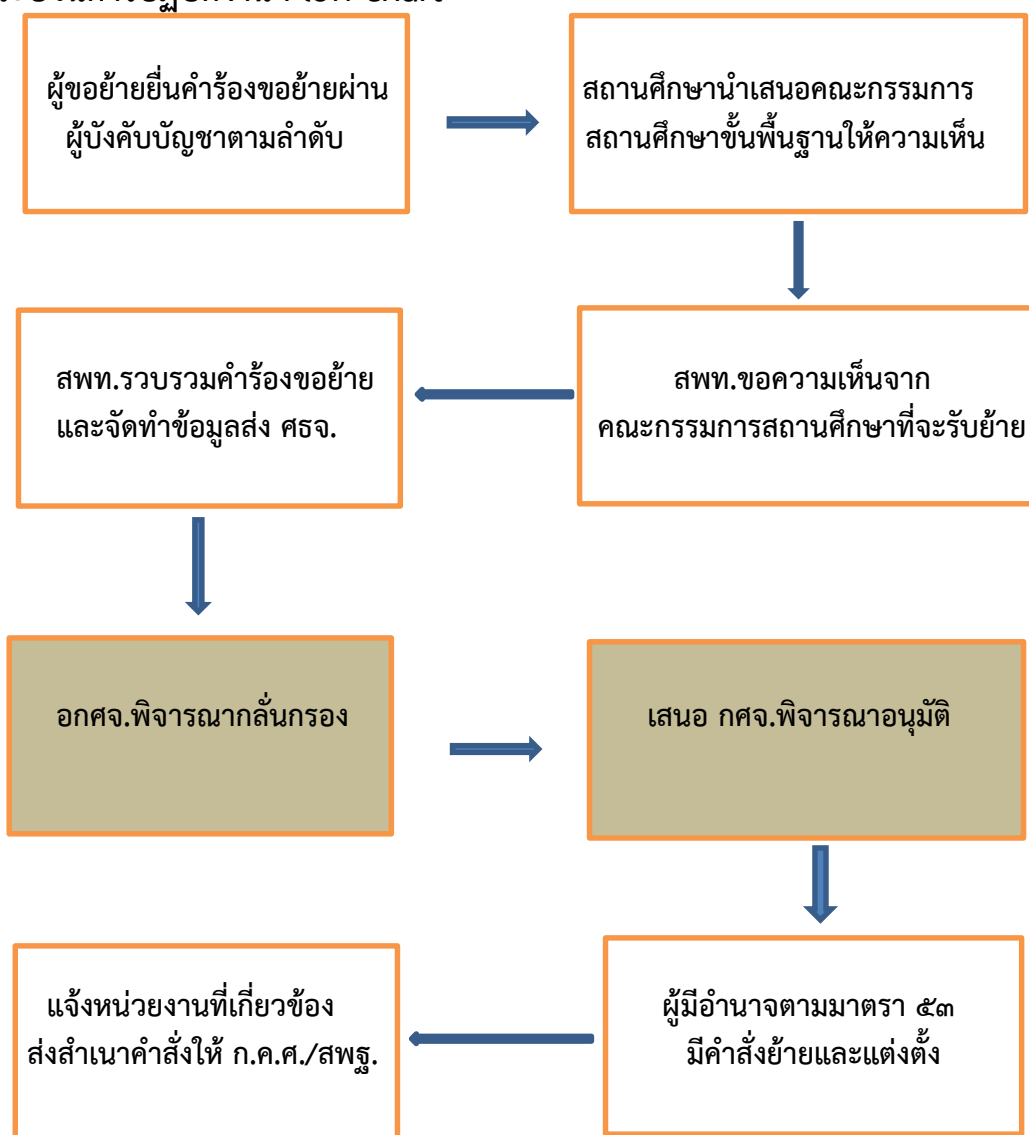 ผู้ขอย้ายยื่นคำร้องขอย้ายผ่าน
ผู้บังคับบัญชาตามลำดับ
สถานศึกษานำเสนอคณะกรรมการ
สถานศึกษาขั้นพื้นฐานให้ความเห็น
สพท.ขอความเห็นจาก
คณะกรรมการสถานศึกษาที่จะรับย้าย
สพท.รวบรวมคำร้องขอย้าย
และจัดทำข้อมูลส่ง ศธจ.
อกศจ.พิจารณากลั่นกรอง
เสนอ กศจ.พิจารณาอนุมัติ
ผู้มีอำนาจตามมาตรา ๕๓
มีคำสั่งย้ายและแต่งตั้ง
แจ้งหน่วยงานที่เกี่ยวข้อง
ส่งสำเนาคำสั่งให้ ก.ค.ศ./สพฐ.